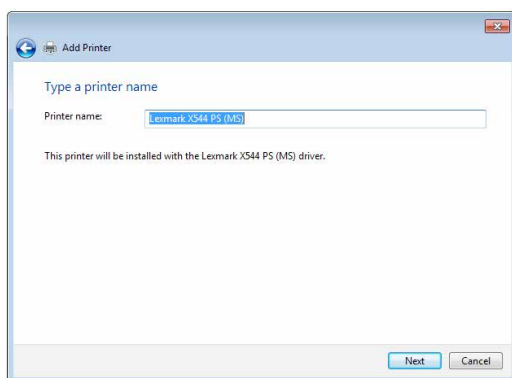 Add Printer
Type a printer name
Printer name: Lexmark X544 PS (MS)
This printer will be installed with the Lexmark X544 PS (MS) driver.
Next Cancel